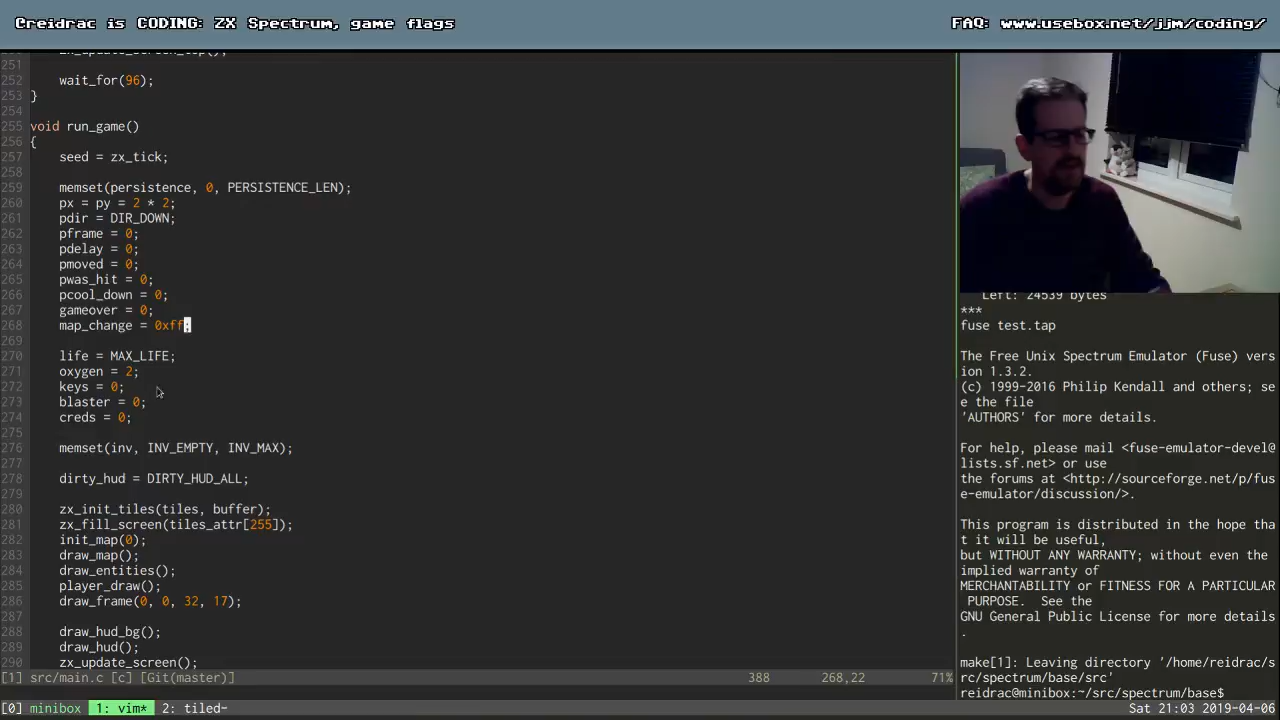 Creidrac is CODING: ZX Spectrum, game flags
FAQ: www.usebox.net/jjm/coding/
251
252 wait_for(96);
253 }
254
255 void run_game()
256 {
257 seed = zx_tick;
258
259 memset(persistence, 0, PERSISTENCE_LEN);
260 px = py = 2 * 2;
261 pdir = DIR_DOWN;
262 pframe = 0;
263 pdelay = 0;
264 pmoved = 0;
265 pwas_hit = 0;
266 pcool_down = 0;
267 gameover = 0;
268 map_change = 0xff;
269
270 life = MAX_LIFE;
271 oxygen = 2;
272 keys = 0;
273 blaster = 0;
274 creds = 0;
275
276 memset(inv, INV_EMPTY, INV_MAX);
277
278 dirty_hud = DIRTY_HUD_ALL;
279
280 zx_init_tiles(tiles, buffer);
281 zx_fill_screen(tiles_attr[255]);
282 init_map(0);
283 draw_map();
284 draw_entities();
285 player_draw();
286 draw_frame(0, 0, 32, 17);
287
288 draw_hud_bg();
289 draw_hud();
290 zx_update_screen();
[1] src/main.c [c] [Git(master)] 388 268,22 71%
Left: 24539 bytes
***
fuse test.tap
The Free Unix Spectrum Emulator (Fuse) vers
ion 1.3.2.
(c) 1999-2016 Philip Kendall and others; se
e the file
'AUTHORS' for more details.
For help, please mail <fuse-emulator-devel@
lists.sf.net> or use
the forums at <http://sourceforge.net/p/fus
e-emulator/discussion/>.
This program is distributed in the hope tha
t it will be useful,
but WITHOUT ANY WARRANTY; without even the
implied warranty of
MERCHANTABILITY or FITNESS FOR A PARTICULAR
PURPOSE. See the
GNU General Public License for more details
.
make[1]: Leaving directory '/home/reidrac/s
rc/spectrum/base/src'
reidrac@minibox:~/src/spectrum/base$
[0] minibox 1: vim* 2: tiled- Sat 21:03 2019-04-06